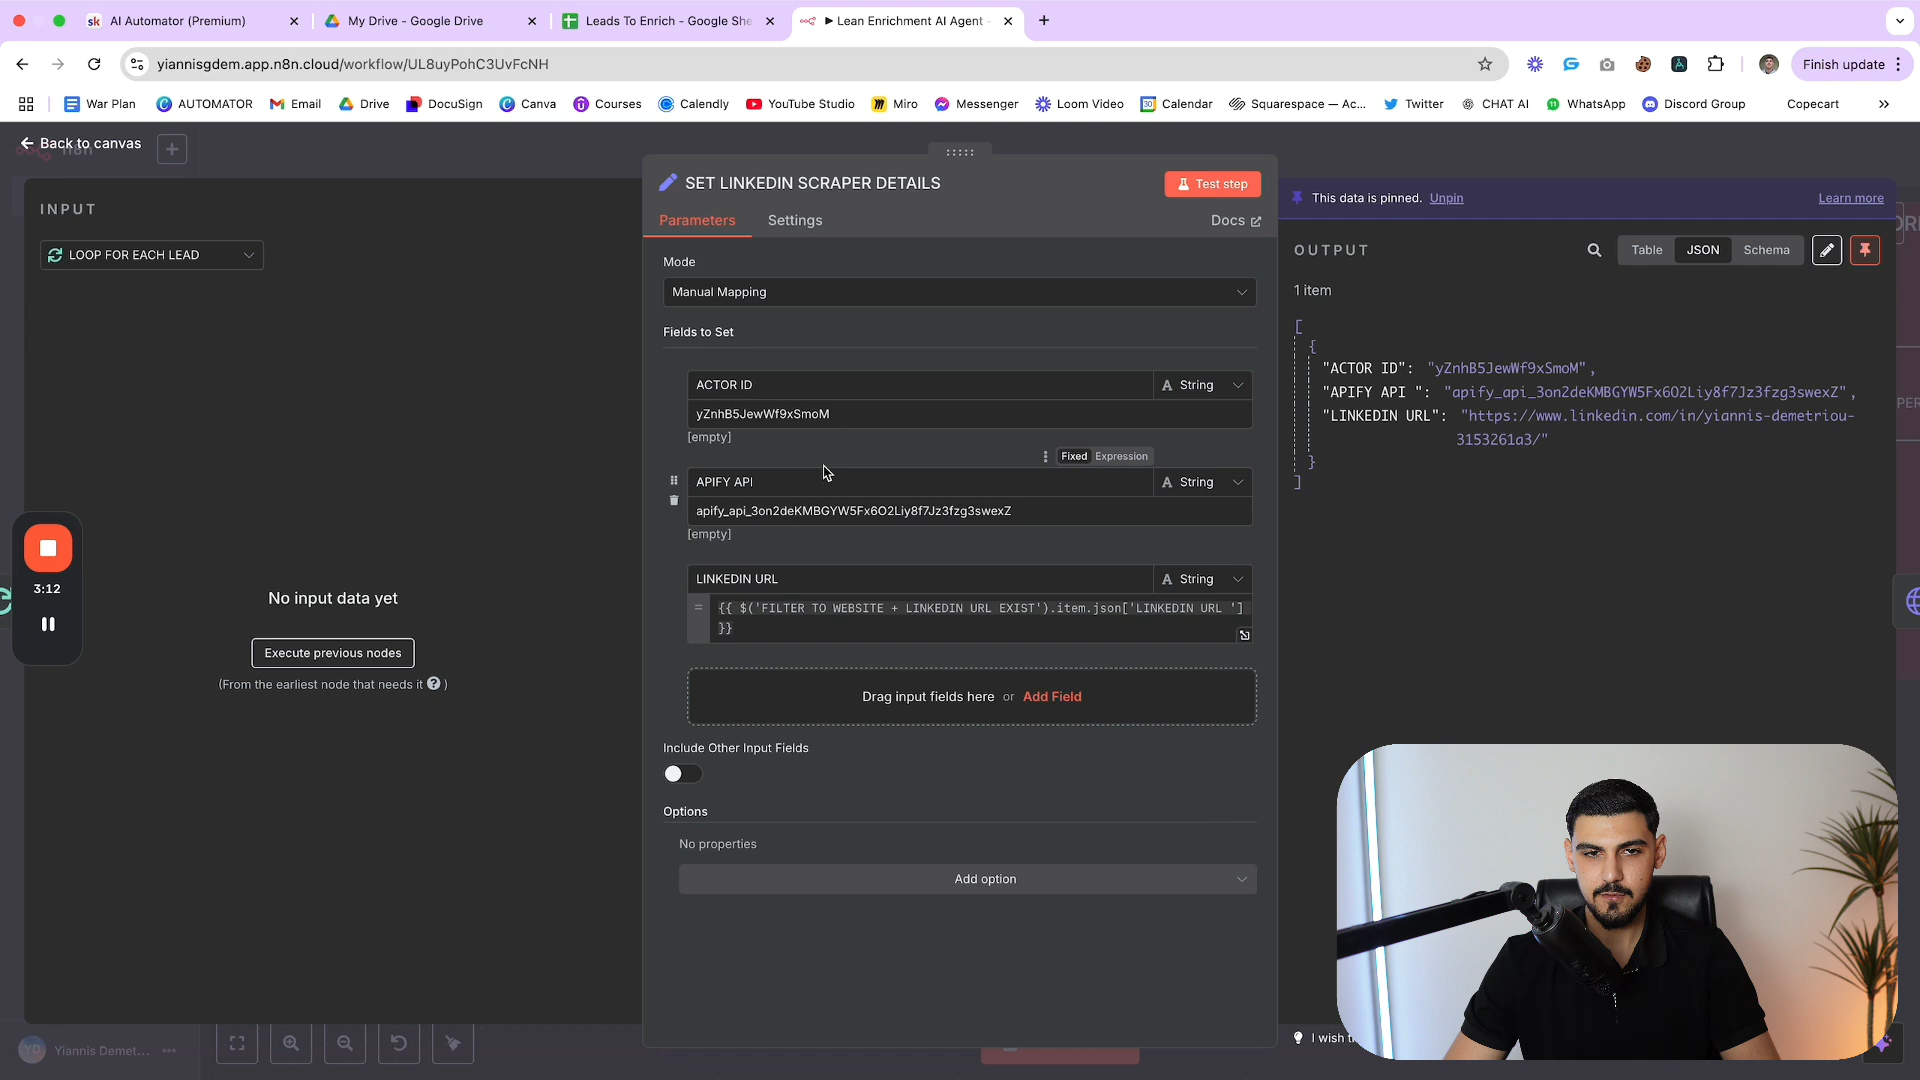 AI Automator (Premium)
My Drive - Google Drive
Leads To Enrich - Google She
Lean Enrichment AI Agent -
yiannisgdem.app.n8n.cloud/workflow/UL8uyPohC3UvFcNH
Finish update
War Plan
AUTOMATOR
Email
Drive
DocuSign
Canva
Courses
Calendly
YouTube Studio
Miro
Messenger
Loom Video
Calendar
Squarespace — Ac...
Twitter
CHAT AI
WhatsApp
Discord Group
Copecart
Back to canvas
INPUT
LOOP FOR EACH LEAD
3:12
No input data yet
Execute previous nodes
(From the earliest node that needs it ? )
SET LINKEDIN SCRAPER DETAILS
Test step
Parameters
Settings
Docs
Mode
Manual Mapping
Fields to Set
ACTOR ID
A String
yZnhB5JewWf9xSmoM
[empty]
Fixed Expression
APIFY API
A String
apify_api_3on2deKMBGYW5Fx6O2Liy8f7Jz3fzg3swexZ
[empty]
LINKEDIN URL
A String
= {{ $('FILTER TO WEBSITE + LINKEDIN URL EXIST').item.json['LINKEDIN URL ']
}}
Drag input fields here or Add Field
Include Other Input Fields
Options
No properties
Add option
This data is pinned. Unpin
Learn more
OUTPUT
Table
JSON
Schema
1 item
[
{
"ACTOR ID": "yZnhB5JewWf9xSmoM",
"APIFY API ": "apify_api_3on2deKMBGYW5Fx6O2Liy8f7Jz3fzg3swexZ",
"LINKEDIN URL": "https://www.linkedin.com/in/yiannis-demetriou-
3153261a3/"
}
]
YD Yiannis Demet...
I wish